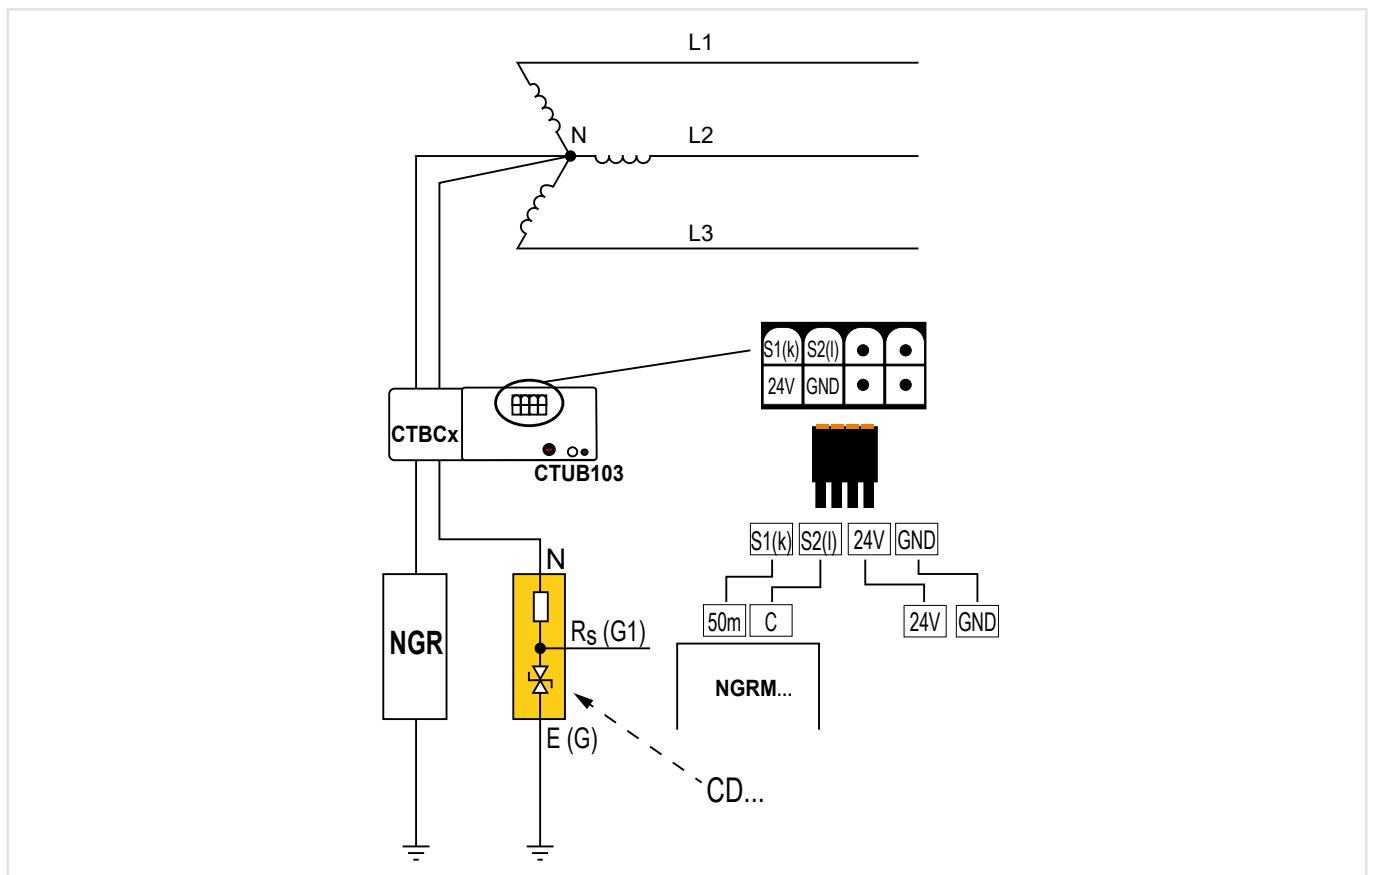 L1
N
L2
L3
S1(k) S2(l)
24V GND
CTBCx
CTUB103
S1(k) S2(l) 24V GND
N
50m C 24V GND
Rs (G1)
NGR
NGRM...
E (G)
CD...